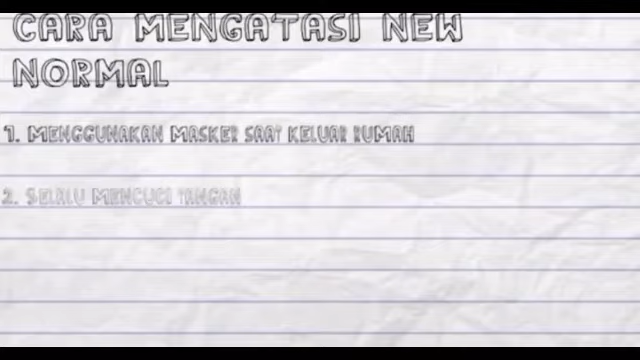 CARA MENGATASI NEW
NORMAL
1. MENGGUNAKAN MASKER SAAT KELUAR RUMAH
2. SELALU MENCUCI TANGAN